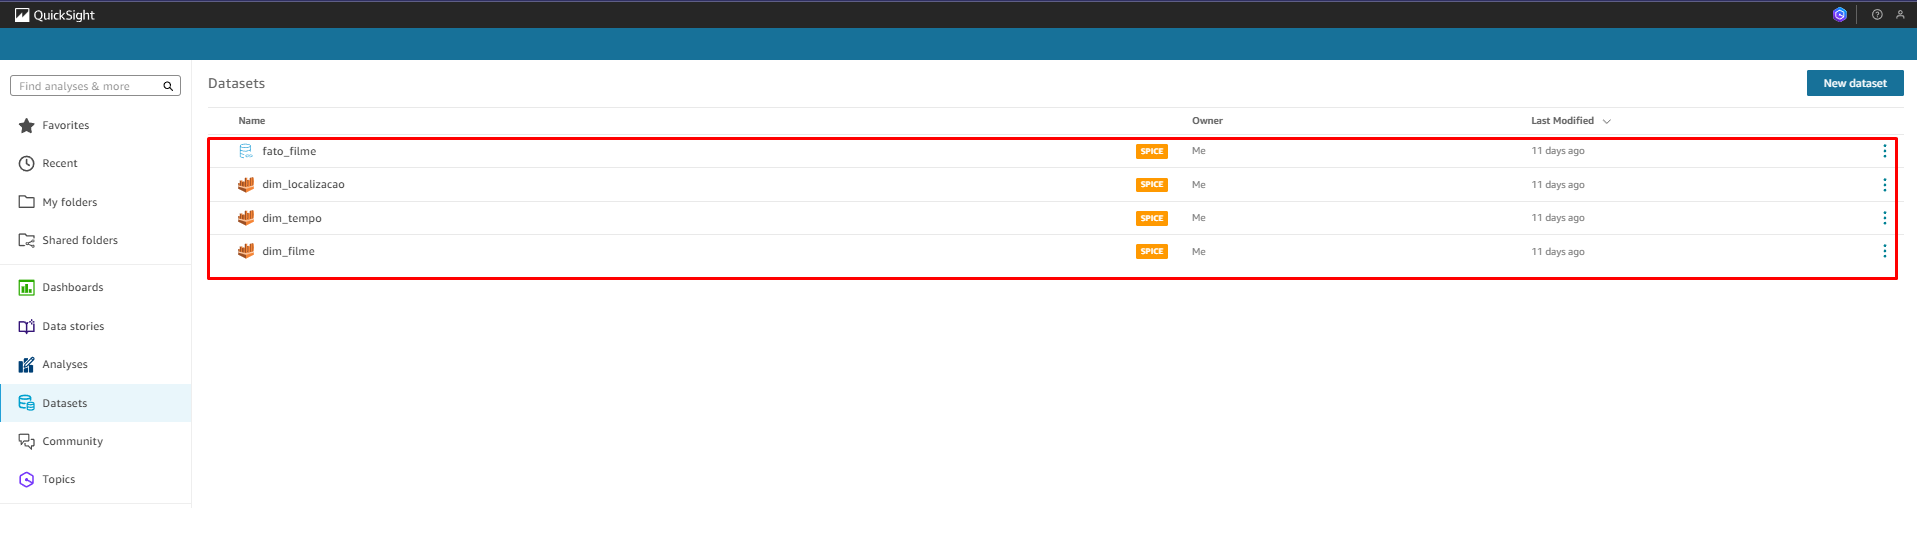 QuickSight
Find analyses & more
Favorites
Recent
My folders
Shared folders
Dashboards
Data stories
Analyses
Datasets
Community
Topics
Datasets
New dataset
Name Owner Last Modified
fato_filme SPICE Me 11 days ago
dim_localizacao SPICE Me 11 days ago
dim_tempo SPICE Me 11 days ago
dim_filme SPICE Me 11 days ago